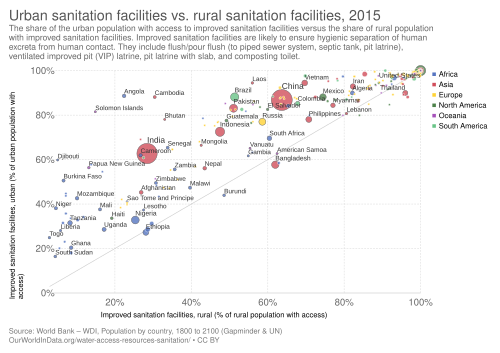 Urban sanitation facilities vs. rural sanitation facilities, 2015
The share of the urban population with access to improved sanitation facilities versus the share of rural population
with improved sanitation facilities. Improved sanitation facilities are likely to ensure hygienic separation of human
excreta from human contact. They include flush/pour flush (to piped sewer system, septic tank, pit latrine),
ventilated improved pit (VIP) latrine, pit latrine with slab, and composting toilet.
100%
80%
60%
40%
20%
0%
Improved sanitation facilities, urban (% of urban population with
access)
Laos
Vietnam
United States
Angola
Cambodia
Brazil
China
Iran
Algeria
Thailand
Mexico
Solomon Islands
Pakistan
El Salvador
Colombia
Myanmar
Bhutan
Guatemala
Russia
Philippines
Lebanon
Indonesia
South Africa
India
Senegal
Mongolia
Cameroon
Vanuatu
American Samoa
Gambia
Djibouti
Papua New Guinea
Zambia
Nepal
Bangladesh
Burkina Faso
Zimbabwe
Malawi
Mozambique
Afghanistan
Burundi
Sao Tome and Principe
Niger
Mali
Lesotho
Tanzania
Haiti
Nigeria
Liberia
Uganda
Ethiopia
Togo
Ghana
South Sudan
20%
40%
60%
80%
100%
Improved sanitation facilities, rural (% of rural population with access)
Africa
Asia
Europe
North America
Oceania
South America
Source: World Bank – WDI, Population by country, 1800 to 2100 (Gapminder & UN)
OurWorldInData.org/water-access-resources-sanitation/ • CC BY